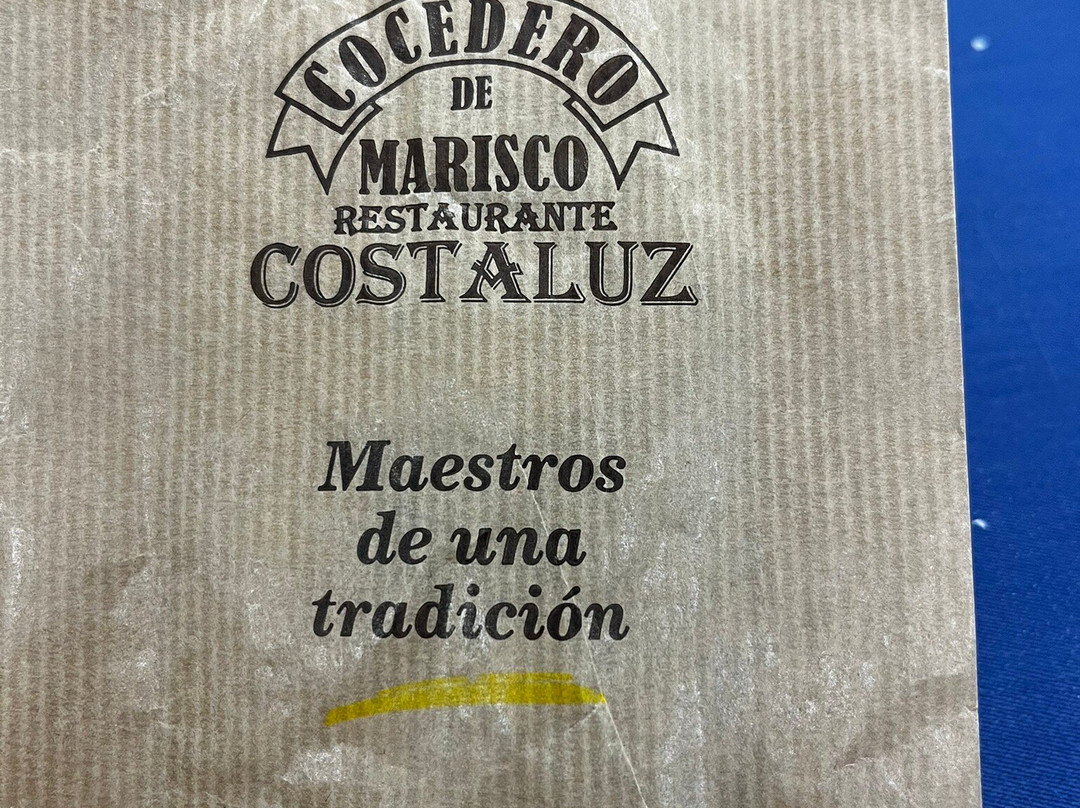 COCEDERO
DE
MARISCO
RESTAURANTE
COSTALUZ
Maestros
de una
tradición